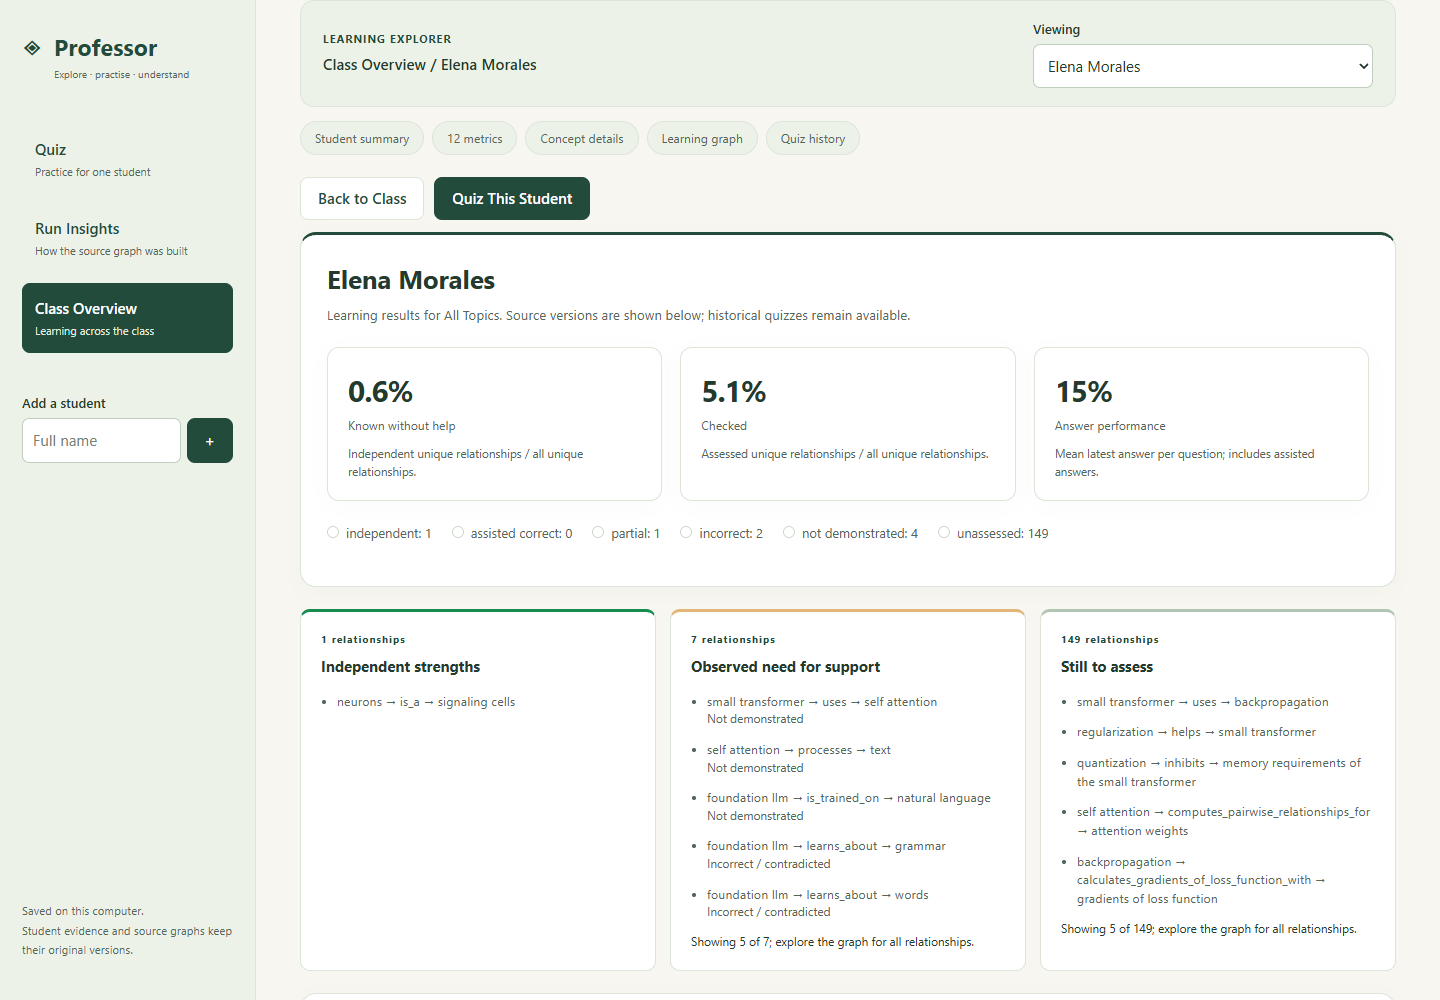 Professor
Explore · practise · understand
Quiz
Practice for one student
Run Insights
How the source graph was built
Class Overview
Learning across the class
Add a student
Full name
+
Saved on this computer.
Student evidence and source graphs keep
their original versions.
LEARNING EXPLORER
Class Overview / Elena Morales
Viewing
Elena Morales
Student summary
12 metrics
Concept details
Learning graph
Quiz history
Back to Class
Quiz This Student
Elena Morales
Learning results for All Topics. Source versions are shown below; historical quizzes remain available.
0.6%
Known without help
Independent unique relationships / all unique
relationships.
5.1%
Checked
Assessed unique relationships / all unique relationships.
15%
Answer performance
Mean latest answer per question; includes assisted
answers.
independent: 1
assisted correct: 0
partial: 1
incorrect: 2
not demonstrated: 4
unassessed: 149
1 relationships
Independent strengths
• neurons → is_a → signaling cells
7 relationships
Observed need for support
• small transformer → uses → self attention
Not demonstrated
• self attention → processes → text
Not demonstrated
• foundation llm → is_trained_on → natural language
Not demonstrated
• foundation llm → learns_about → grammar
Incorrect / contradicted
• foundation llm → learns_about → words
Incorrect / contradicted
Showing 5 of 7; explore the graph for all relationships.
149 relationships
Still to assess
• small transformer → uses → backpropagation
• regularization → helps → small transformer
• quantization → inhibits → memory requirements of
the small transformer
• self attention → computes_pairwise_relationships_for
→ attention weights
• backpropagation →
calculates_gradients_of_loss_function_with →
gradients of loss function
Showing 5 of 149; explore the graph for all relationships.